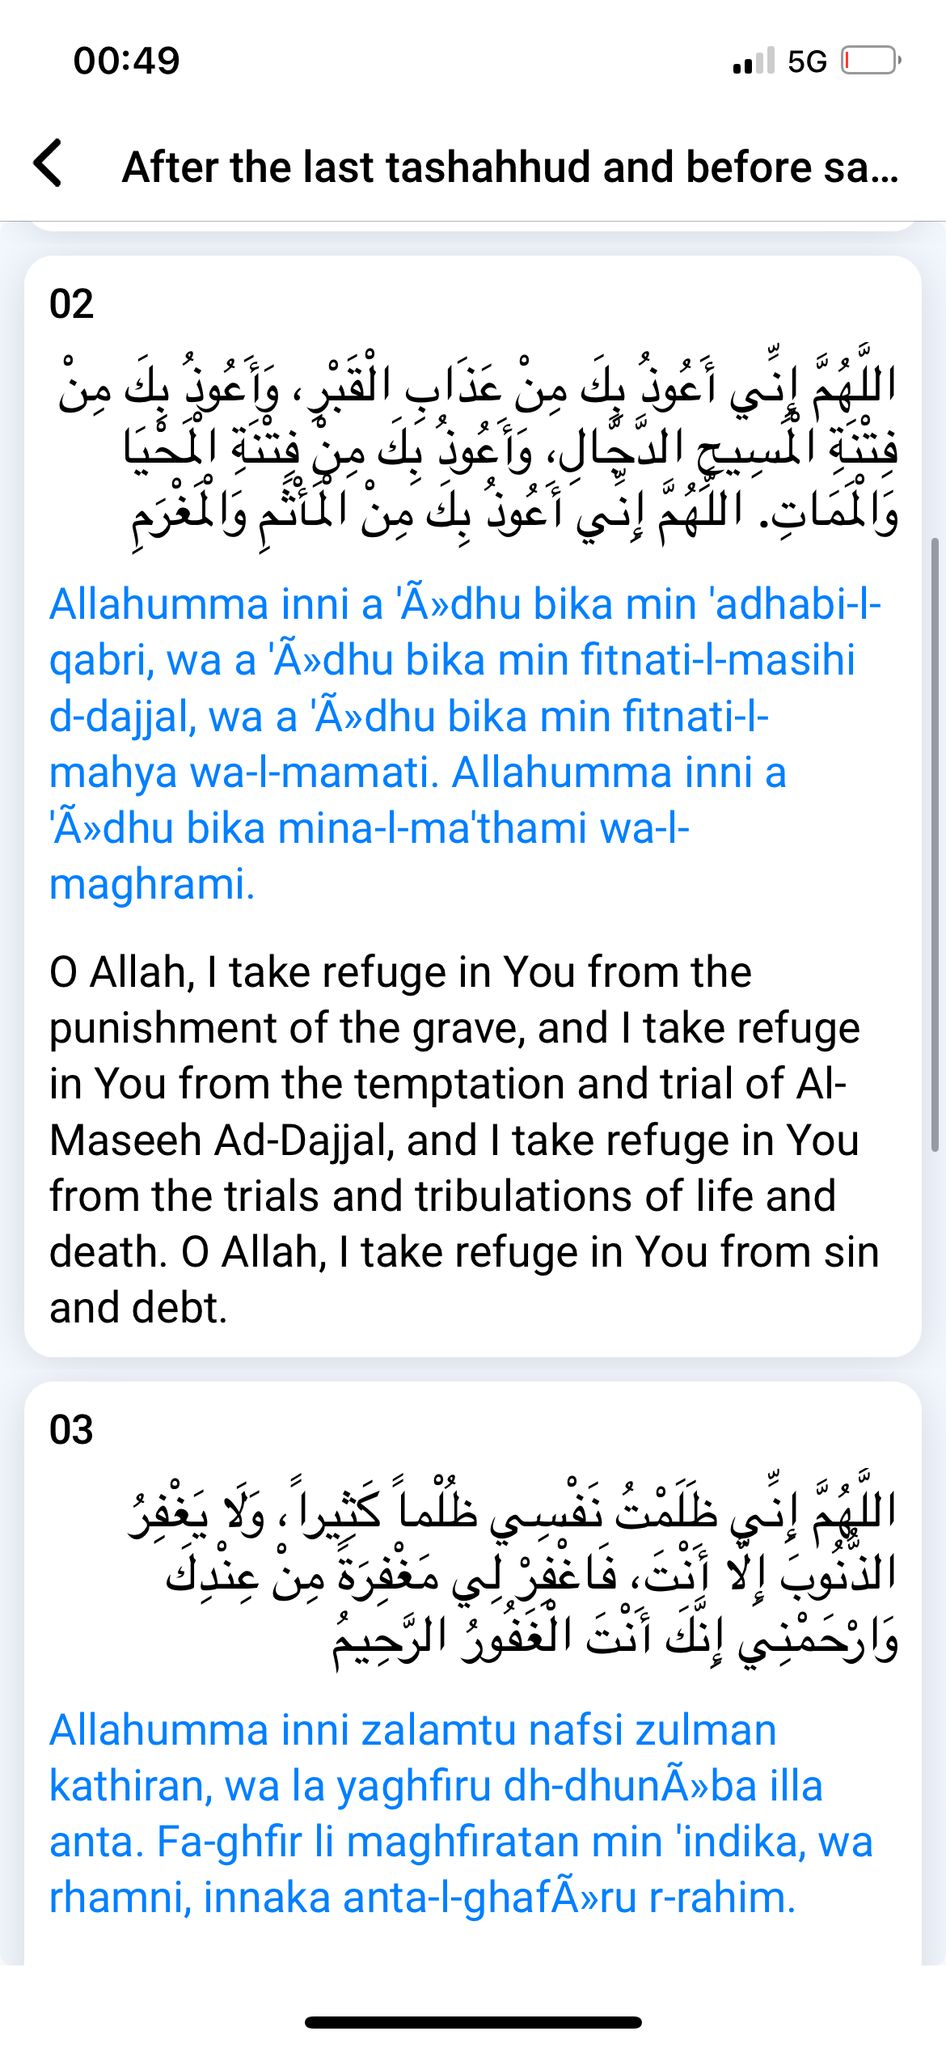 00:49
5G
After the last tashahhud and before sa...
02
اللَّهُمَّ إِنِّي أَعُوذُ بِكَ مِنْ عَذَابِ الْقَبْرِ، وَأَعُوذُ بِكَ مِنْ
فِتْنَةِ الْمَسِيحِ الدَّجَّالِ، وَأَعُوذُ بِكَ مِنْ فِتْنَةِ الْمَحْيَا
وَالْمَمَاتِ. اللَّهُمَّ إِنِّي أَعُوذُ بِكَ مِنْ الْمَأْثَمِ وَالْمَغْرَمِ
Allahumma inni a 'Ã»dhu bika min 'adhabi-l-
qabri, wa a 'Ã»dhu bika min fitnati-l-masihi
d-dajjal, wa a 'Ã»dhu bika min fitnati-l-
mahya wa-l-mamati. Allahumma inni a
'Ã»dhu bika mina-l-ma'thami wa-l-
maghrami.
O Allah, I take refuge in You from the
punishment of the grave, and I take refuge
in You from the temptation and trial of Al-
Maseeh Ad-Dajjal, and I take refuge in You
from the trials and tribulations of life and
death. O Allah, I take refuge in You from sin
and debt.
03
اللَّهُمَّ إِنِّي ظَلَمْتُ نَفْسِي ظُلْماً كَثِيراً، وَلَا يَغْفِرُ
الذُّنُوبَ إِلَّا أَنْتَ، فَاغْفِرْ لِي مَغْفِرَةً مِنْ عِنْدِكَ
وَارْحَمْنِي إِنَّكَ أَنْتَ الْغَفُورُ الرَّحِيمُ
Allahumma inni zalamtu nafsi zulman
kathiran, wa la yaghfiru dh-dhunÃ»ba illa
anta. Fa-ghfir li maghfiratan min 'indika, wa
rhamni, innaka anta-l-ghafÃ»ru r-rahim.